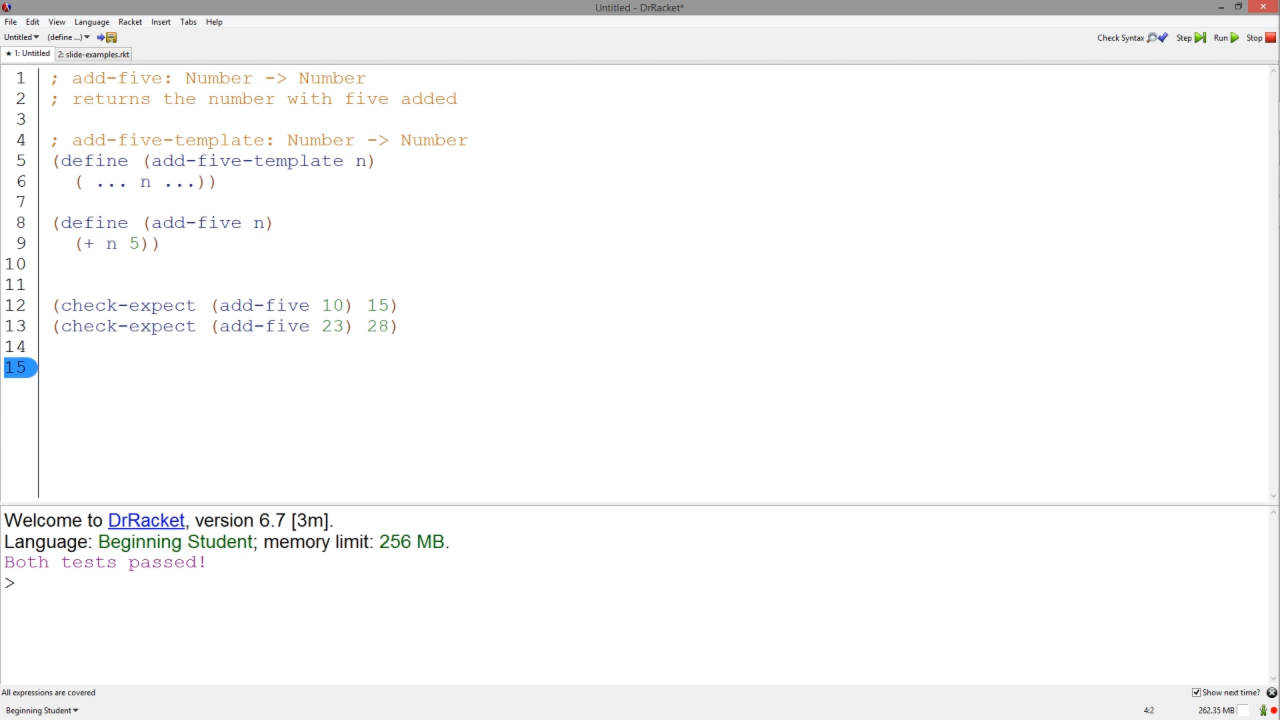 Untitled - DrRacket*
File Edit View Language Racket Insert Tabs Help
Untitled (define ...) Check Syntax Step Run Stop
★ 1: Untitled 2: slide-examples.rkt
1 ; add-five: Number -> Number
2 ; returns the number with five added
3
4 ; add-five-template: Number -> Number
5 (define (add-five-template n)
6 ( ... n ...))
7
8 (define (add-five n)
9 (+ n 5))
10
11
12 (check-expect (add-five 10) 15)
13 (check-expect (add-five 23) 28)
14
15
Welcome to DrRacket, version 6.7 [3m].
Language: Beginning Student; memory limit: 256 MB.
Both tests passed!
>
All expressions are covered Show next time?
Beginning Student 4:2 262.35 MB